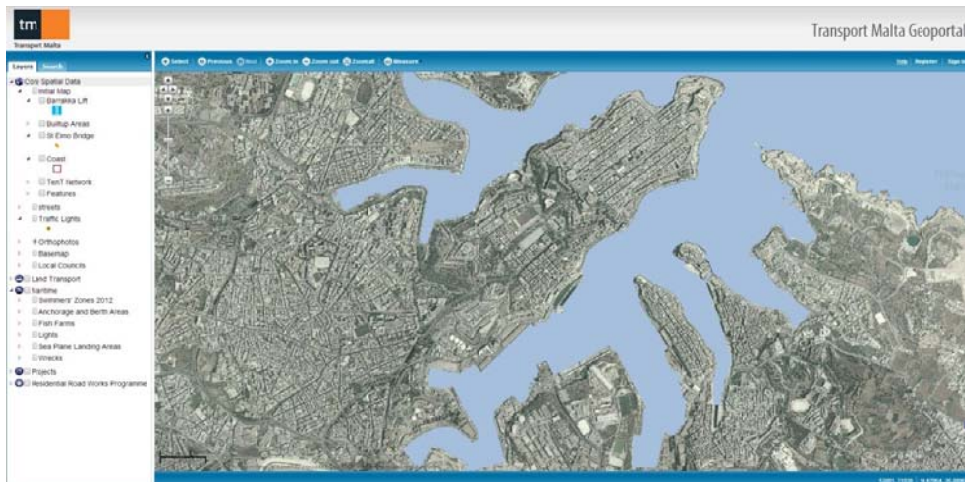 tm
Transport Malta
Transport Malta Geoportal
Layers Search
Select Previous Next Zoom in Zoom out Zoomall Measure
Help Register Sign in
Core Spatial Data
Initial Map
Barrakka Lift
Builtup Areas
St Elmo Bridge
Coast
TenT Network
Features
streets
Traffic Lights
Orthophotos
Basemap
Local Councils
Land Transport
Maritime
Swimmers' Zones 2012
Anchorage and Berth Areas
Fish Farms
Lights
Sea Plane Landing Areas
Wrecks
Projects
Residential Road Works Programme